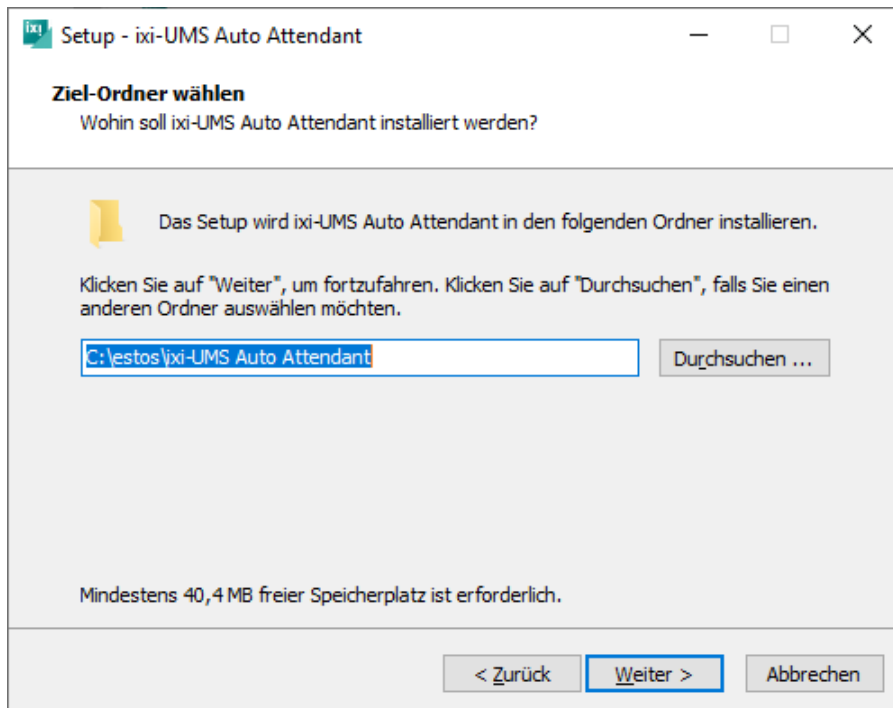 ixi
Setup - ixi-UMS Auto Attendant
Ziel-Ordner wählen
Wohin soll ixi-UMS Auto Attendant installiert werden?
Das Setup wird ixi-UMS Auto Attendant in den folgenden Ordner installieren.
Klicken Sie auf "Weiter", um fortzufahren. Klicken Sie auf "Durchsuchen", falls Sie einen
anderen Ordner auswählen möchten.
C:\estos\ixi-UMS Auto Attendant
Durchsuchen ...
Mindestens 40,4 MB freier Speicherplatz ist erforderlich.
< Zurück
Weiter >
Abbrechen